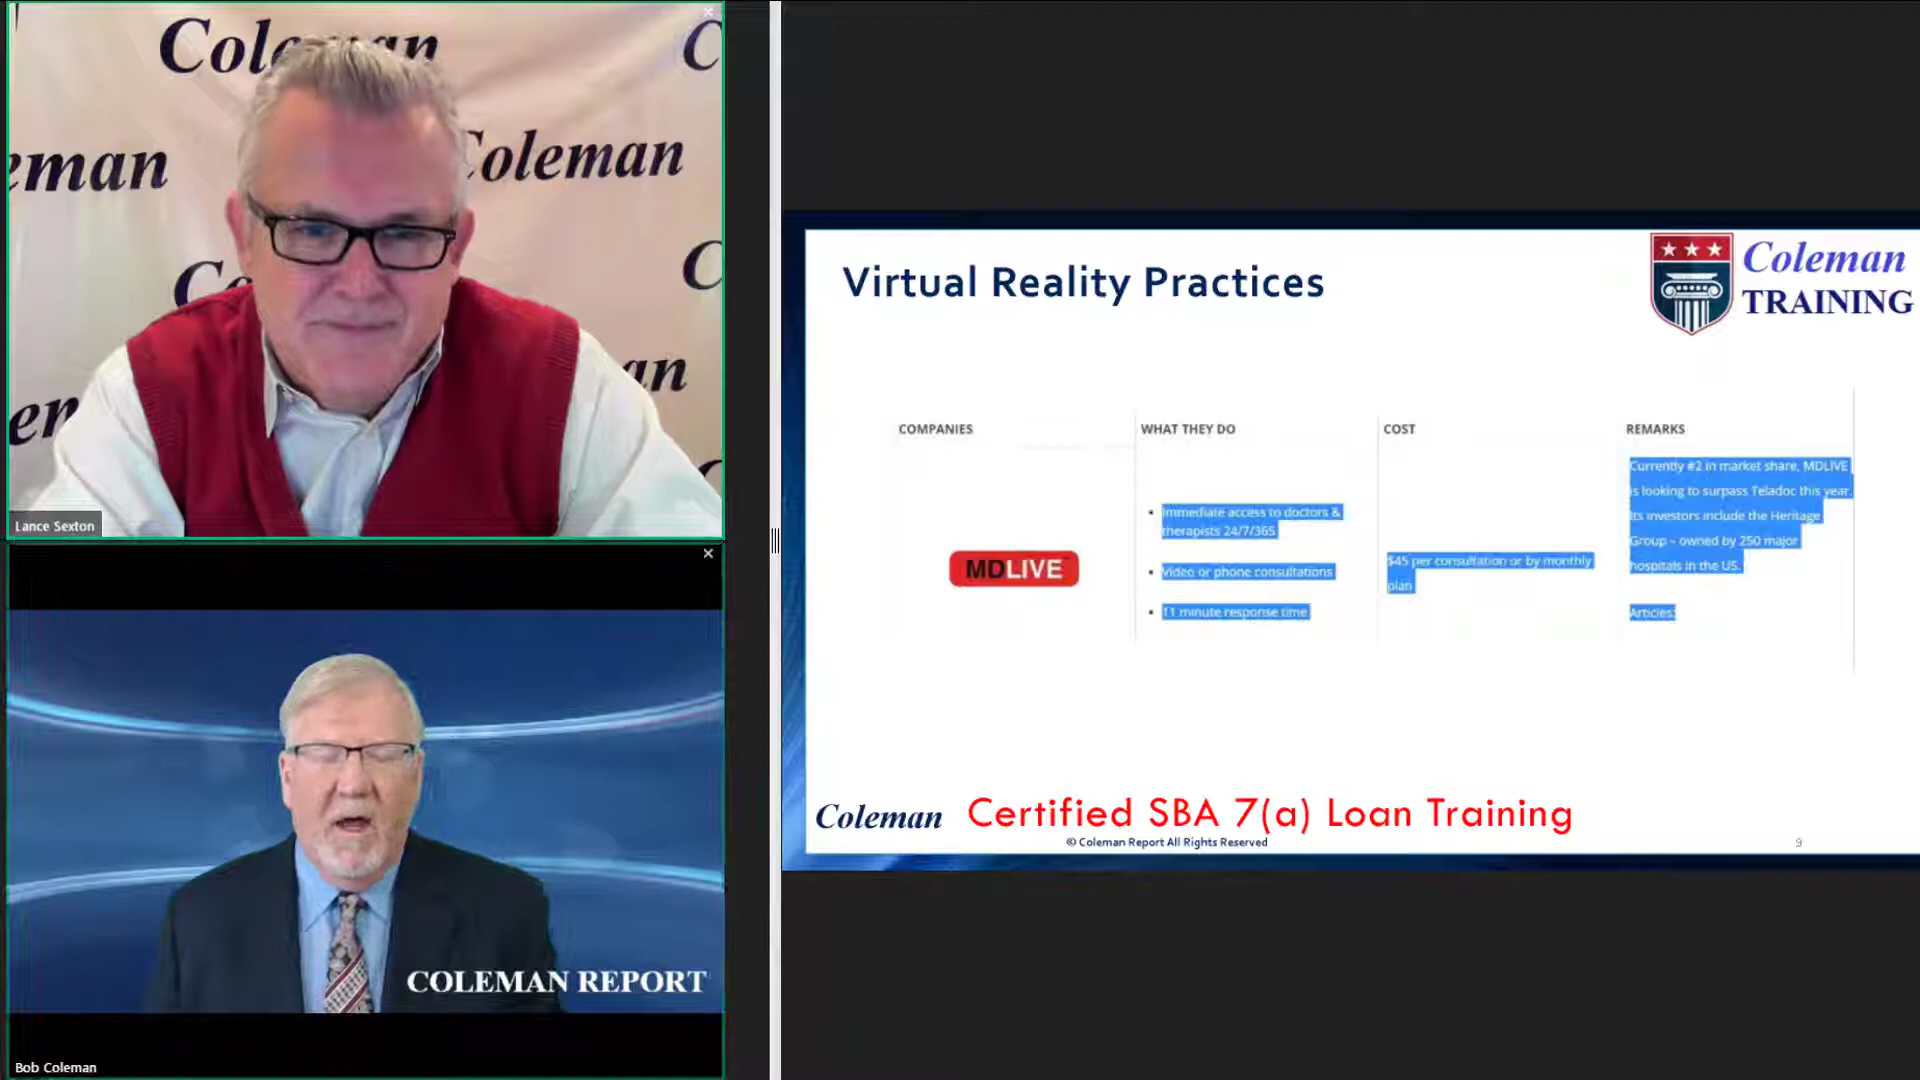 Coleman
C
eman
Coleman
C
Co
an
en
C
Lance Sexton
COLEMAN REPORT
Bob Coleman
Virtual Reality Practices
Coleman
TRAINING
COMPANIES
WHAT THEY DO
COST
REMARKS
MDLIVE
• Immediate access to doctors &
therapists 24/7/365
• Video or phone consultations
• 11 minute response time
$45 per consultation or by monthly
plan
Currently #2 in market share, MDLIVE
is looking to surpass Teladoc this year.
Its investors include the Heritage
Group – owned by 250 major
hospitals in the US.
Articles:
Coleman Certified SBA 7(a) Loan Training
© Coleman Report All Rights Reserved
9